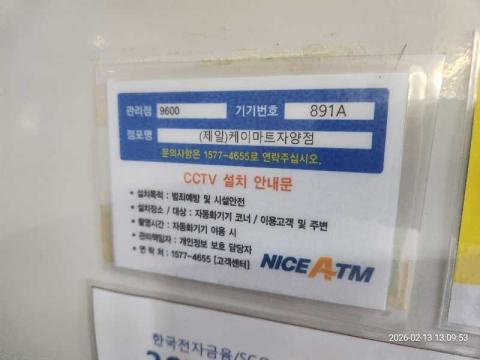 관리점 9600 기기번호 891A
점포명 (제일)케이마트자양점
문의사항은 1577-4655로 연락주십시오.
CCTV 설치 안내문
• 설치목적 : 범죄예방 및 시설안전
• 설치장소 / 대상 : 자동화기기 코너 / 이용고객 및 주변
• 촬영시간 : 자동화기기 이용 시
• 관리책임자 : 개인정보 보호 담당자
• 연 락 처 : 1577-4655 [고객센터]
NICE ATM
한국전자금융/SC
2026-02-13 13:09:53